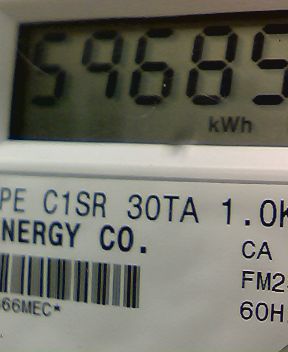 59685
kWh
PE C1SR 30TA 1.0K
NERGY CO.
CA
FM2
66MEC*
60H